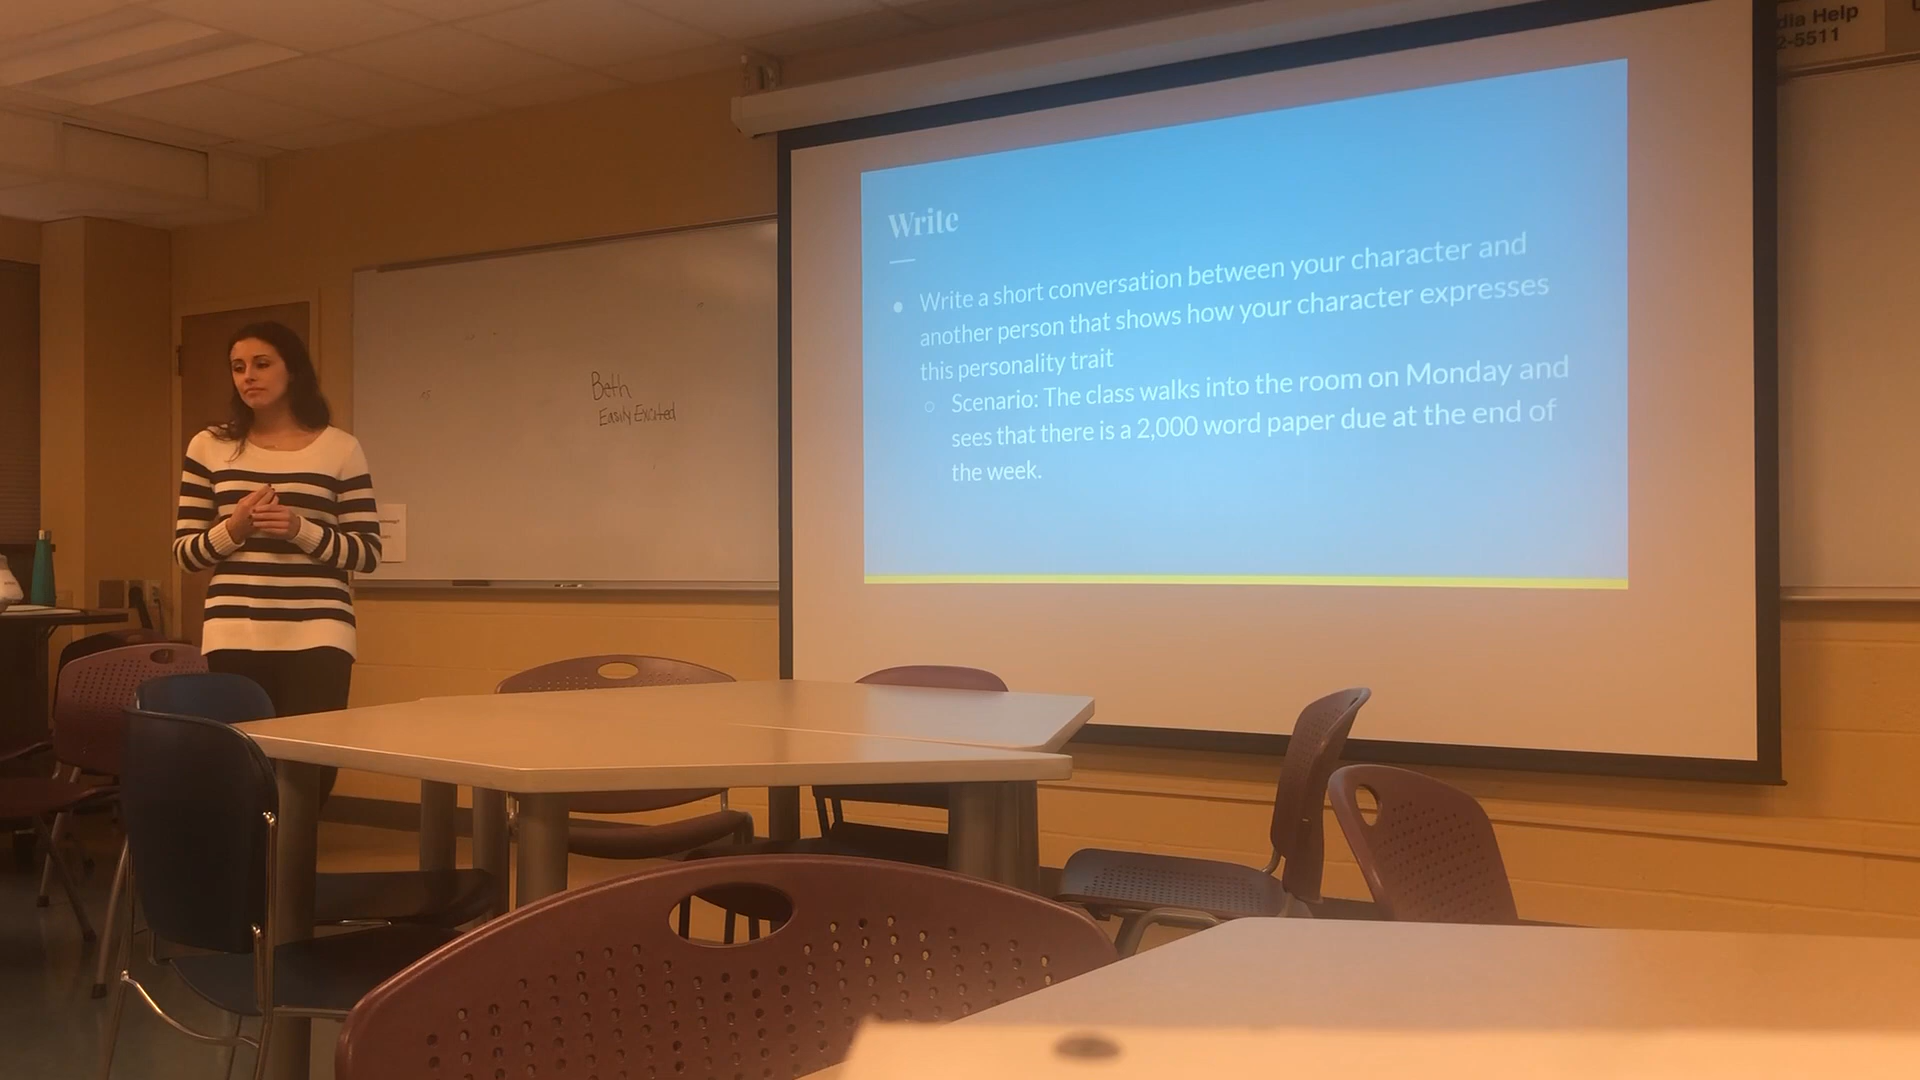 dia Help
2-5511
Write
Write a short conversation between your character and
another person that shows how your character expresses
this personality trait
Scenario: The class walks into the room on Monday and
sees that there is a 2,000 word paper due at the end of
the week.
Beth
Easily Excited